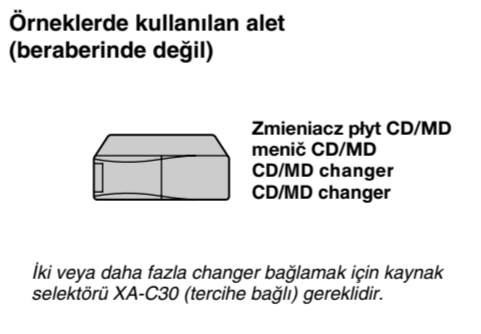 Örneklerde kullanılan alet
(beraberinde değil)
Zmieniacz płyt CD/MD
menič CD/MD
CD/MD changer
CD/MD changer
İki veya daha fazla changer bağlamak için kaynak
selektörü XA-C30 (tercihe bağlı) gereklidir.